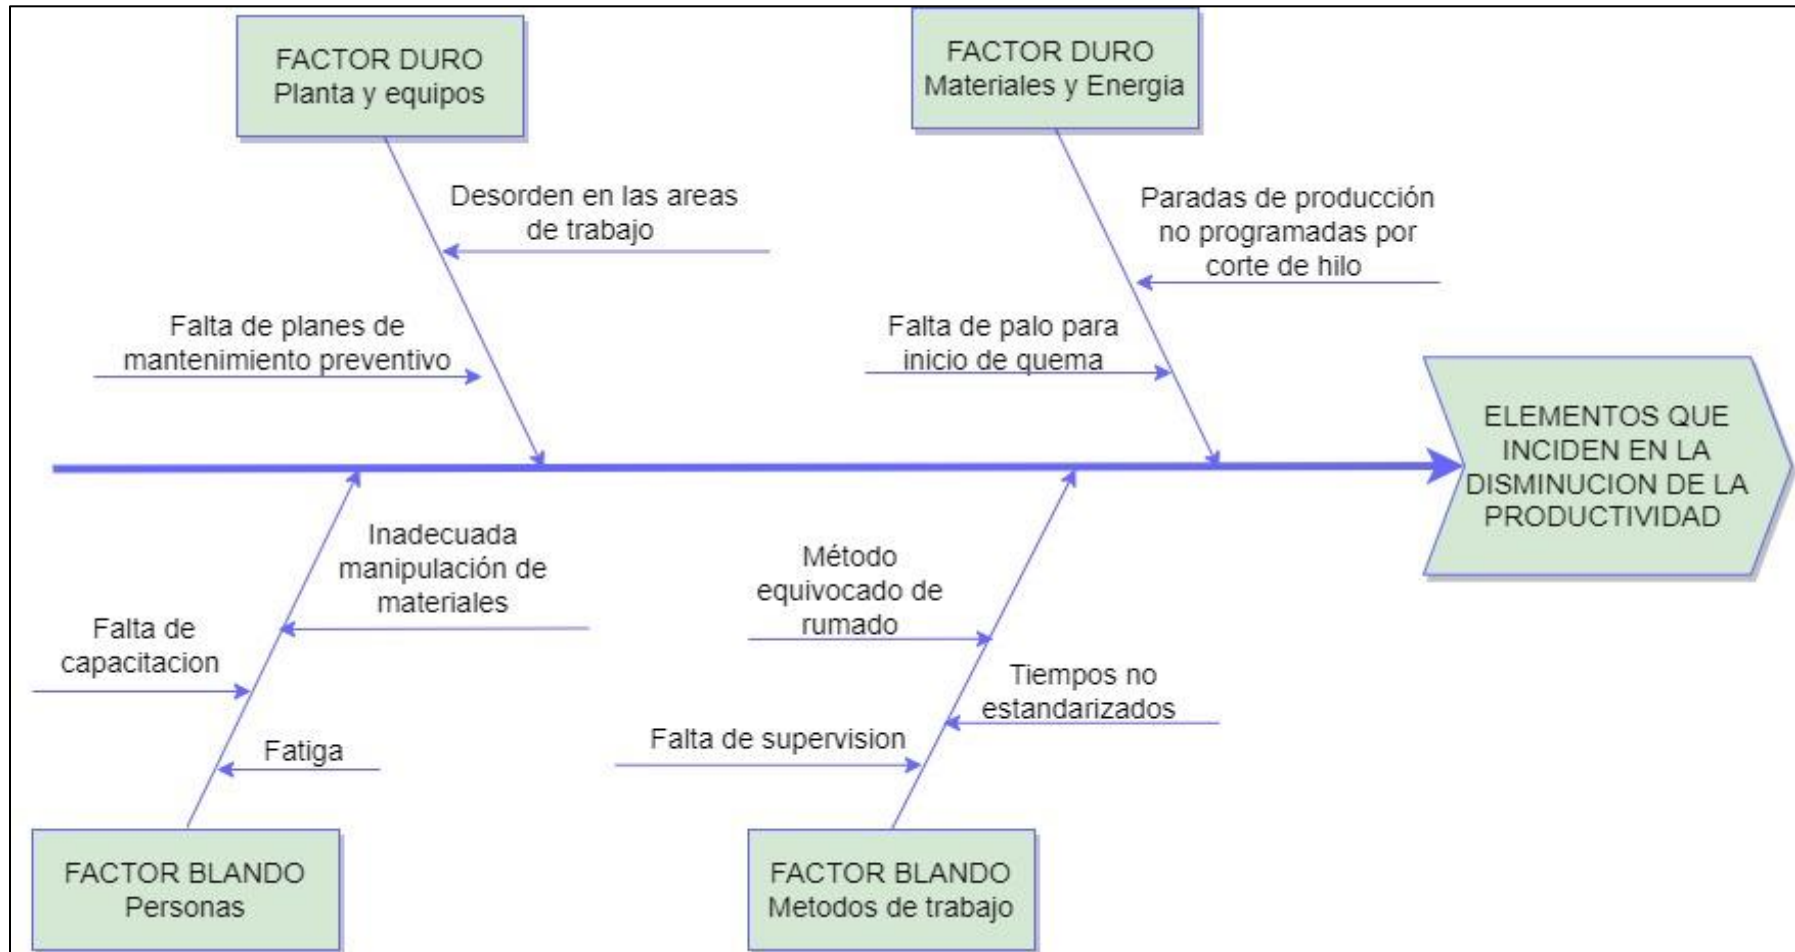 FACTOR DURO
Planta y equipos
FACTOR DURO
Materiales y Energia
Desorden en las areas
de trabajo
Paradas de producción
no programadas por
corte de hilo
Falta de planes de
mantenimiento preventivo
Falta de palo para
inicio de quema
ELEMENTOS QUE
INCIDEN EN LA
DISMINUCION DE LA
PRODUCTIVIDAD
Inadecuada
manipulación de
materiales
Método
equivocado de
rumado
Falta de
capacitacion
Tiempos no
estandarizados
Falta de supervision
Fatiga
FACTOR BLANDO
Personas
FACTOR BLANDO
Metodos de trabajo